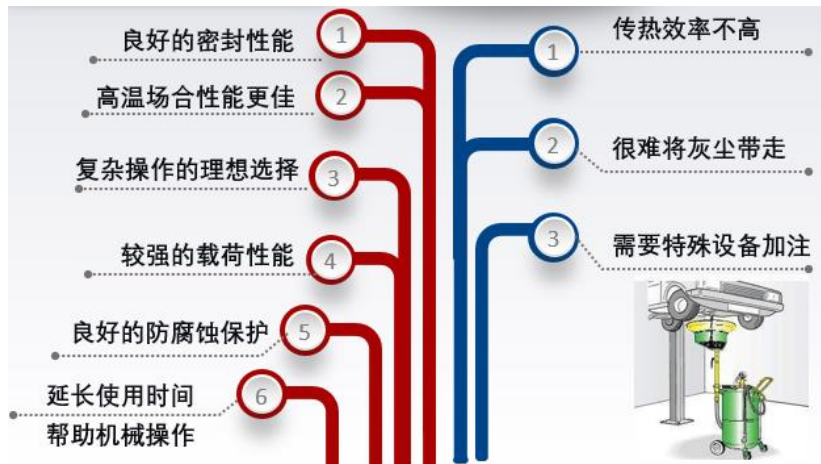 1
良好的密封性能
2
高温场合性能更佳
3
复杂操作的理想选择
4
较强的载荷性能
5
良好的防腐蚀保护
6
延长使用时间
帮助机械操作
1
传热效率不高
2
很难将灰尘带走
3
需要特殊设备加注